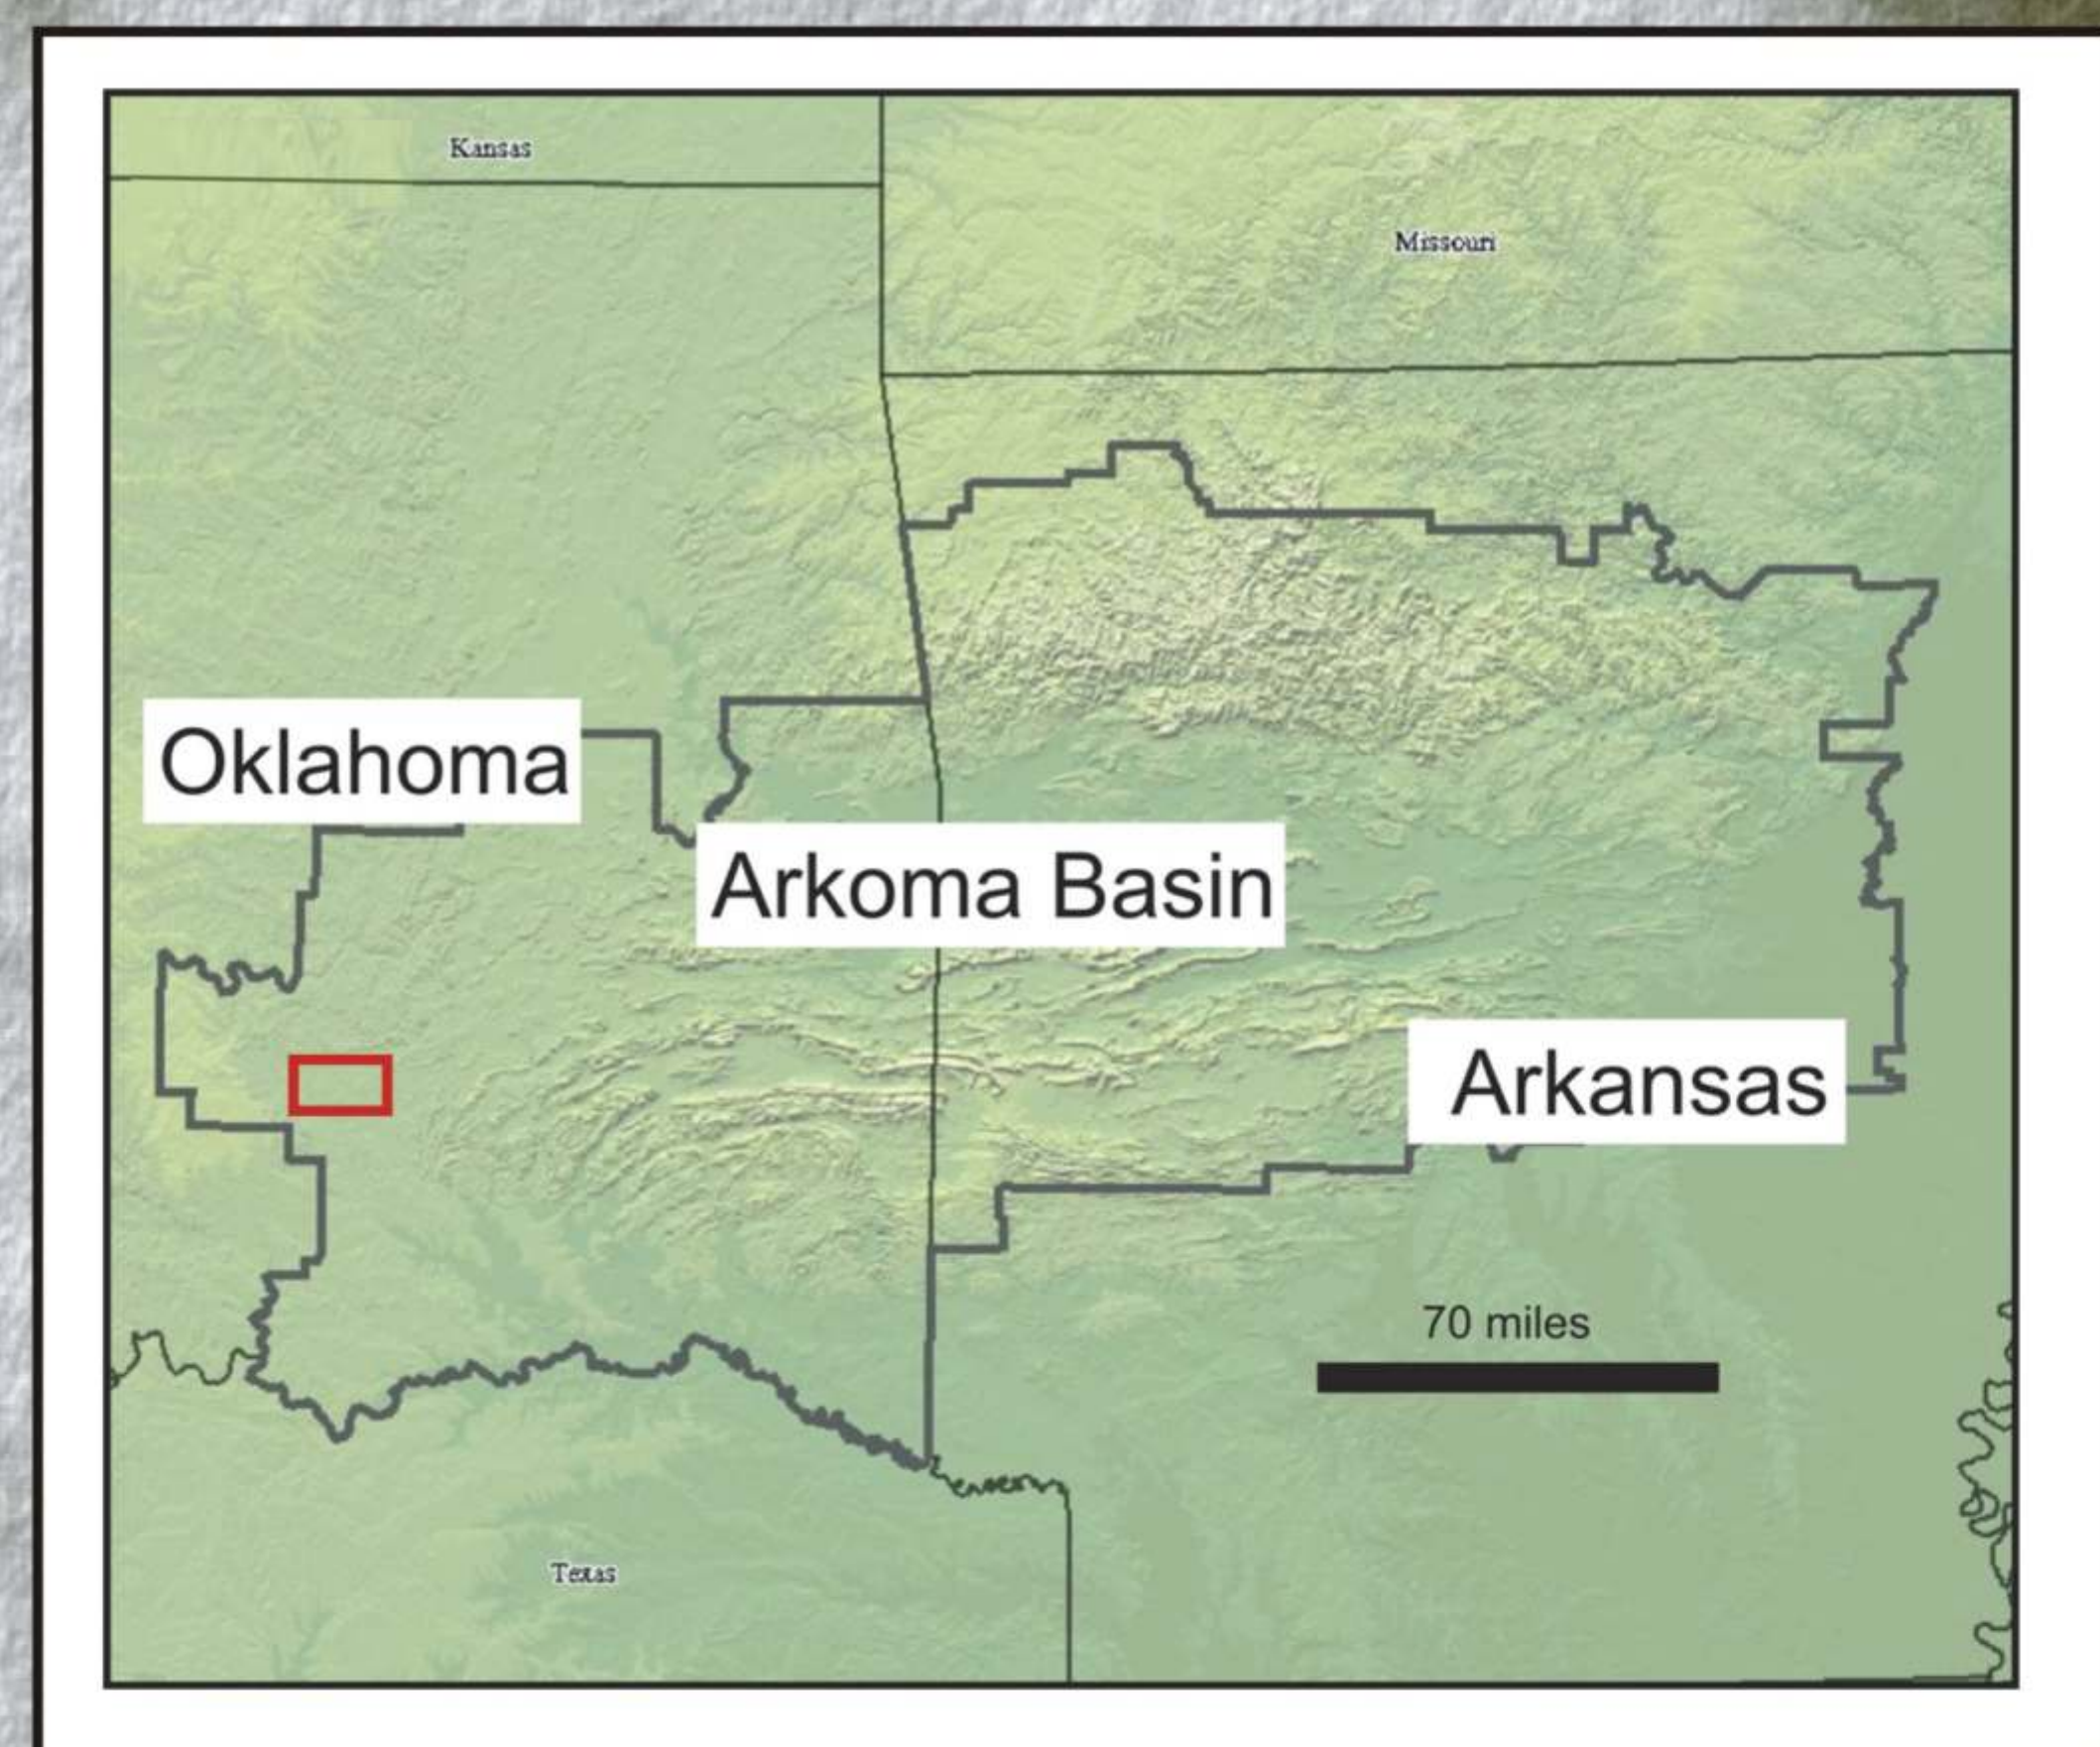 Kansas
Missouri
Oklahoma
Arkoma Basin
Arkansas
70 miles
Texas